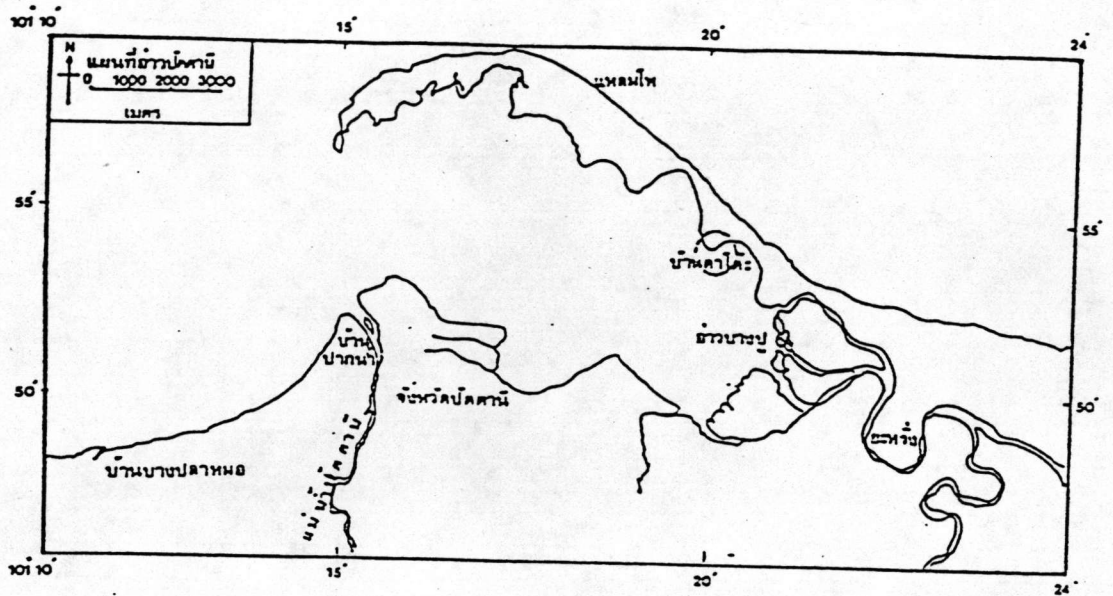 101° 10'
15'
20'
24'
N
แผนที่อ่าวปัตตานี
0 1000 2000 3000
เมตร
แหลมโพ
55'
55'
บ้านตาโต๊ะ
อ่าวบางปู
บ้าน
ปากน้ำ
50'
จังหวัดปัตตานี
50'
ยะหริ่ง
บ้านบางปลาหมอ
แม่น้ำปัตตานี
101° 10'
15'
20'
24'